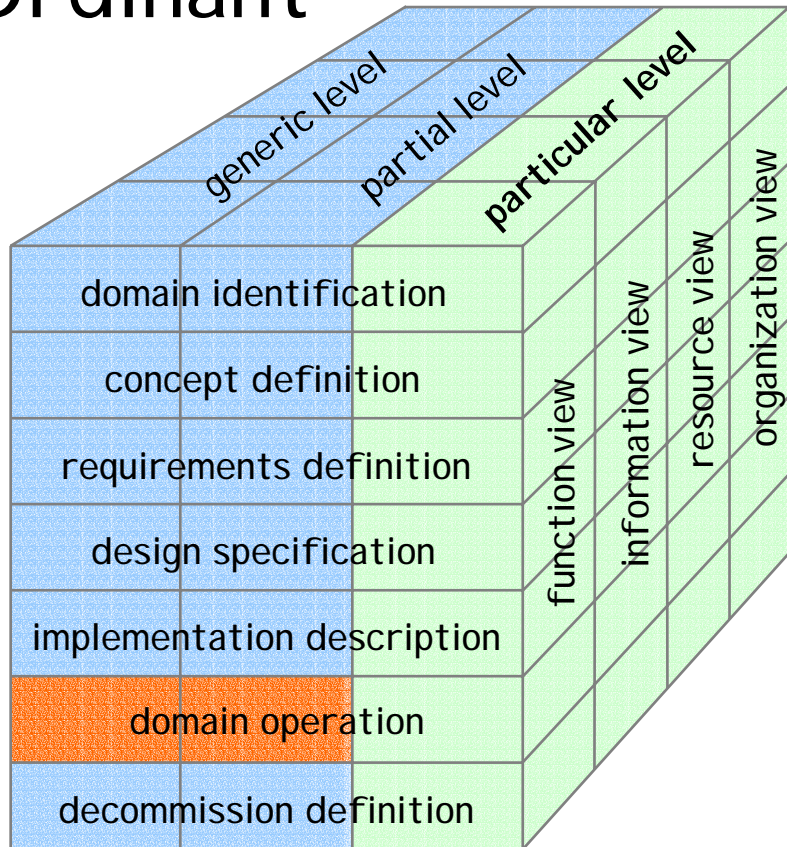 ordinant
generic level
partial level
particular level
domain identification
concept definition
requirements definition
design specification
implementation description
domain operation
decommission definition
function view
information view
resource view
organization view